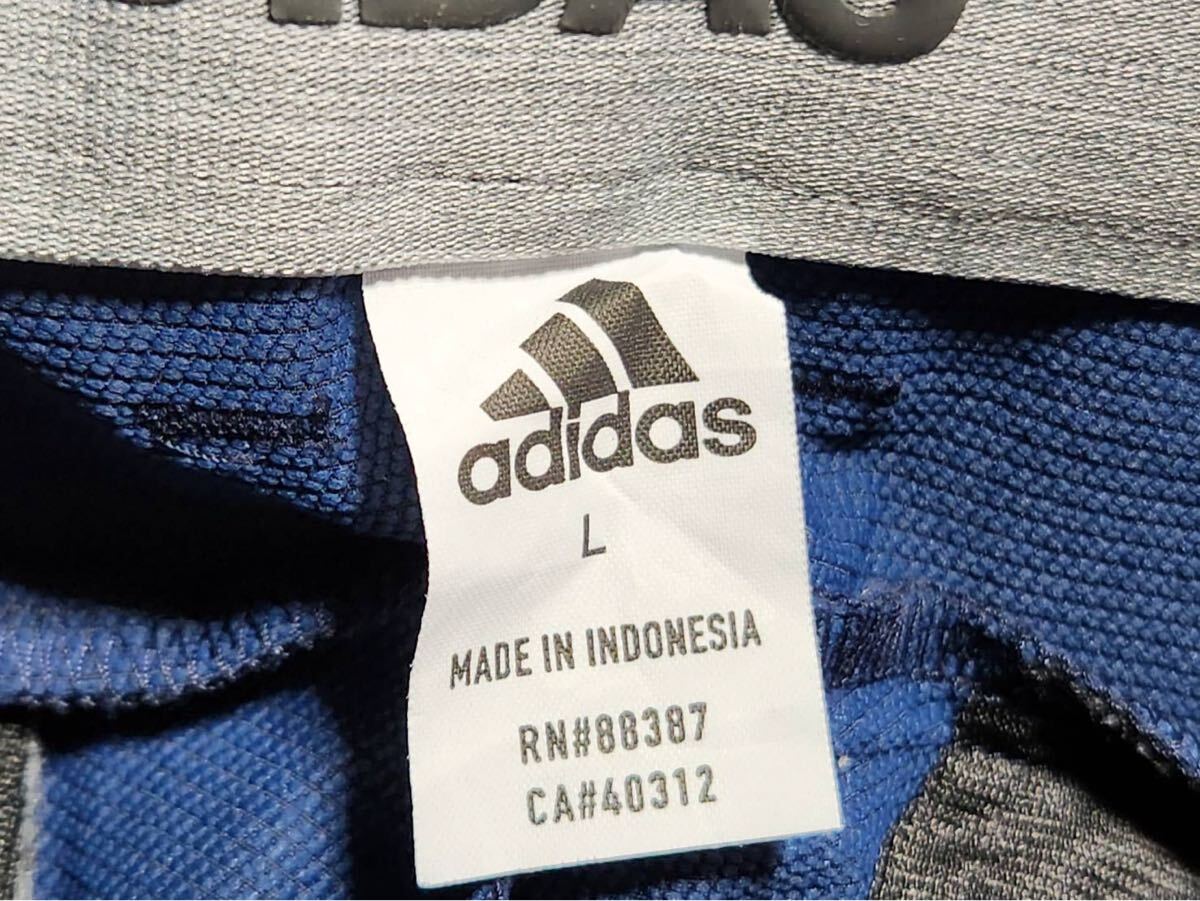 adidas
L
MADE IN INDONESIA
RN#88387
CA#40312